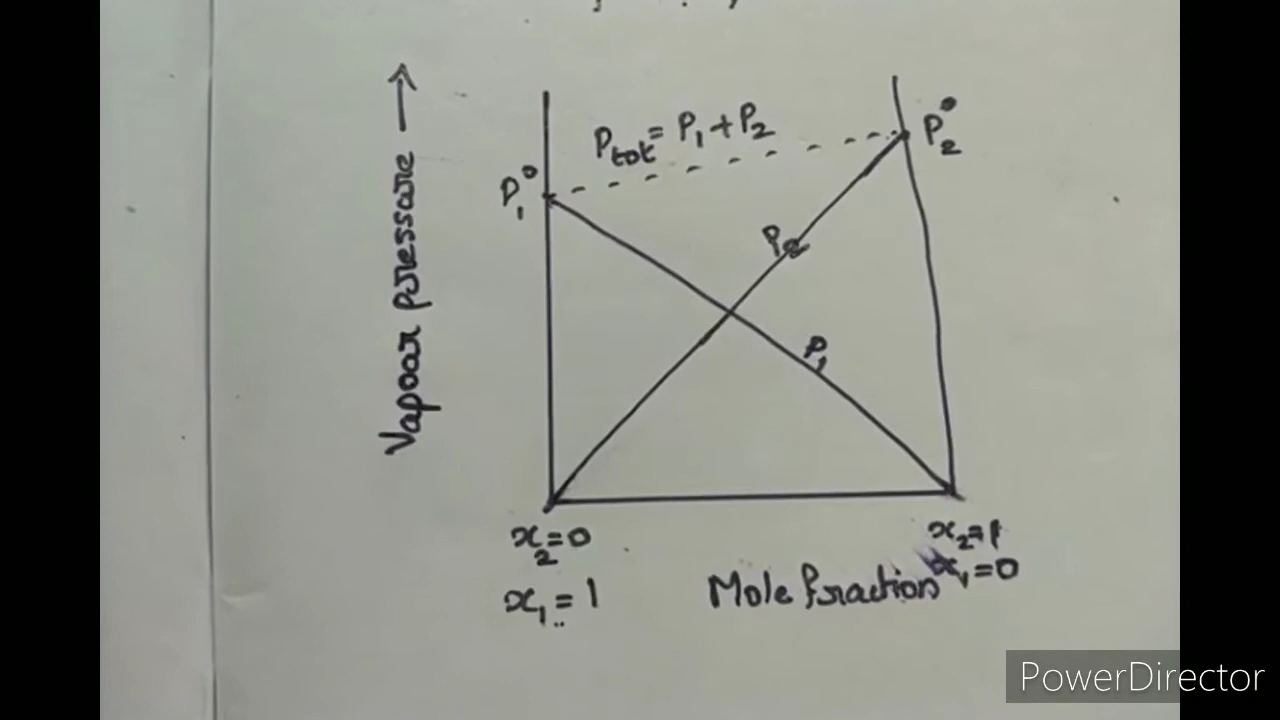 Vapour pressure →
P₁°
Ptot = P₁ + P₂
P₂°
P₂
P₁
x₂ = 0
x₁ = 1
Mole fraction
x₂ = 1
x₁ = 0
PowerDirector